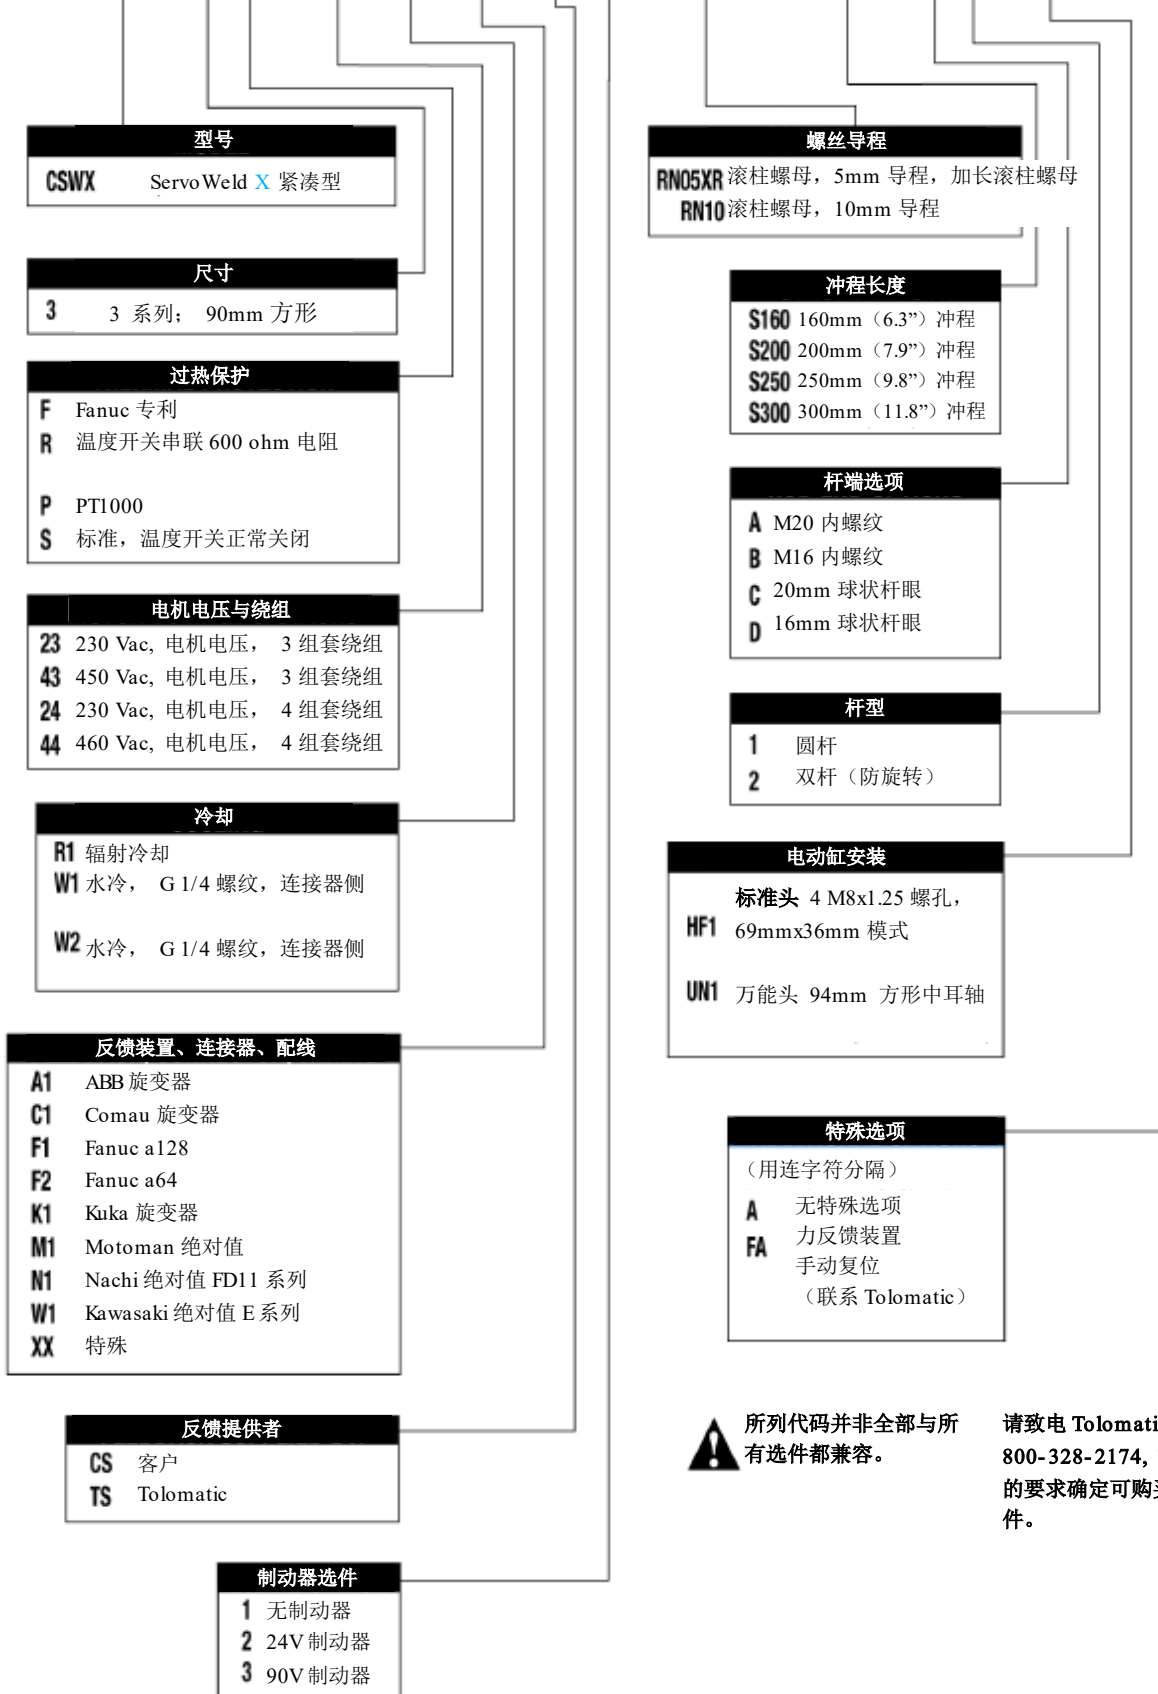 型号
CSWX ServoWeld X 紧凑型
尺寸
3 3 系列； 90mm 方形
过热保护
F Fanuc 专利
R 温度开关串联 600 ohm 电阻
P PT1000
S 标准，温度开关正常关闭
电机电压与绕组
23 230 Vac, 电机电压， 3 组套绕组
43 450 Vac, 电机电压， 3 组套绕组
24 230 Vac, 电机电压， 4 组套绕组
44 460 Vac, 电机电压， 4 组套绕组
冷却
R1 辐射冷却
W1 水冷， G 1/4 螺纹，连接器侧
W2 水冷， G 1/4 螺纹，连接器侧
反馈装置、连接器、配线
A1 ABB 旋变器
C1 Comau 旋变器
F1 Fanuc a128
F2 Fanuc a64
K1 Kuka 旋变器
M1 Motoman 绝对值
N1 Nachi 绝对值 FD11 系列
W1 Kawasaki 绝对值 E 系列
XX 特殊
反馈提供者
CS 客户
TS Tolomatic
制动器选件
1 无制动器
2 24V 制动器
3 90V 制动器
螺丝导程
RN05XR 滚柱螺母，5mm 导程，加长滚柱螺母
RN10 滚柱螺母，10mm 导程
冲程长度
S160 160mm（6.3”）冲程
S200 200mm（7.9”）冲程
S250 250mm（9.8”）冲程
S300 300mm（11.8”）冲程
杆端选项
A M20 内螺纹
B M16 内螺纹
C 20mm 球状杆眼
D 16mm 球状杆眼
杆型
1 圆杆
2 双杆（防旋转）
电动缸安装
标准头 4 M8x1.25 螺孔，
HF1 69mmx36mm 模式
UN1 万能头 94mm 方形中耳轴
特殊选项
（用连字符分隔）
A 无特殊选项
FA 力反馈装置
手动复位
（联系 Tolomatic）
所列代码并非全部与所
有选件都兼容。
请致电 Tolomati
800-328-2174,
的要求确定可购
件。